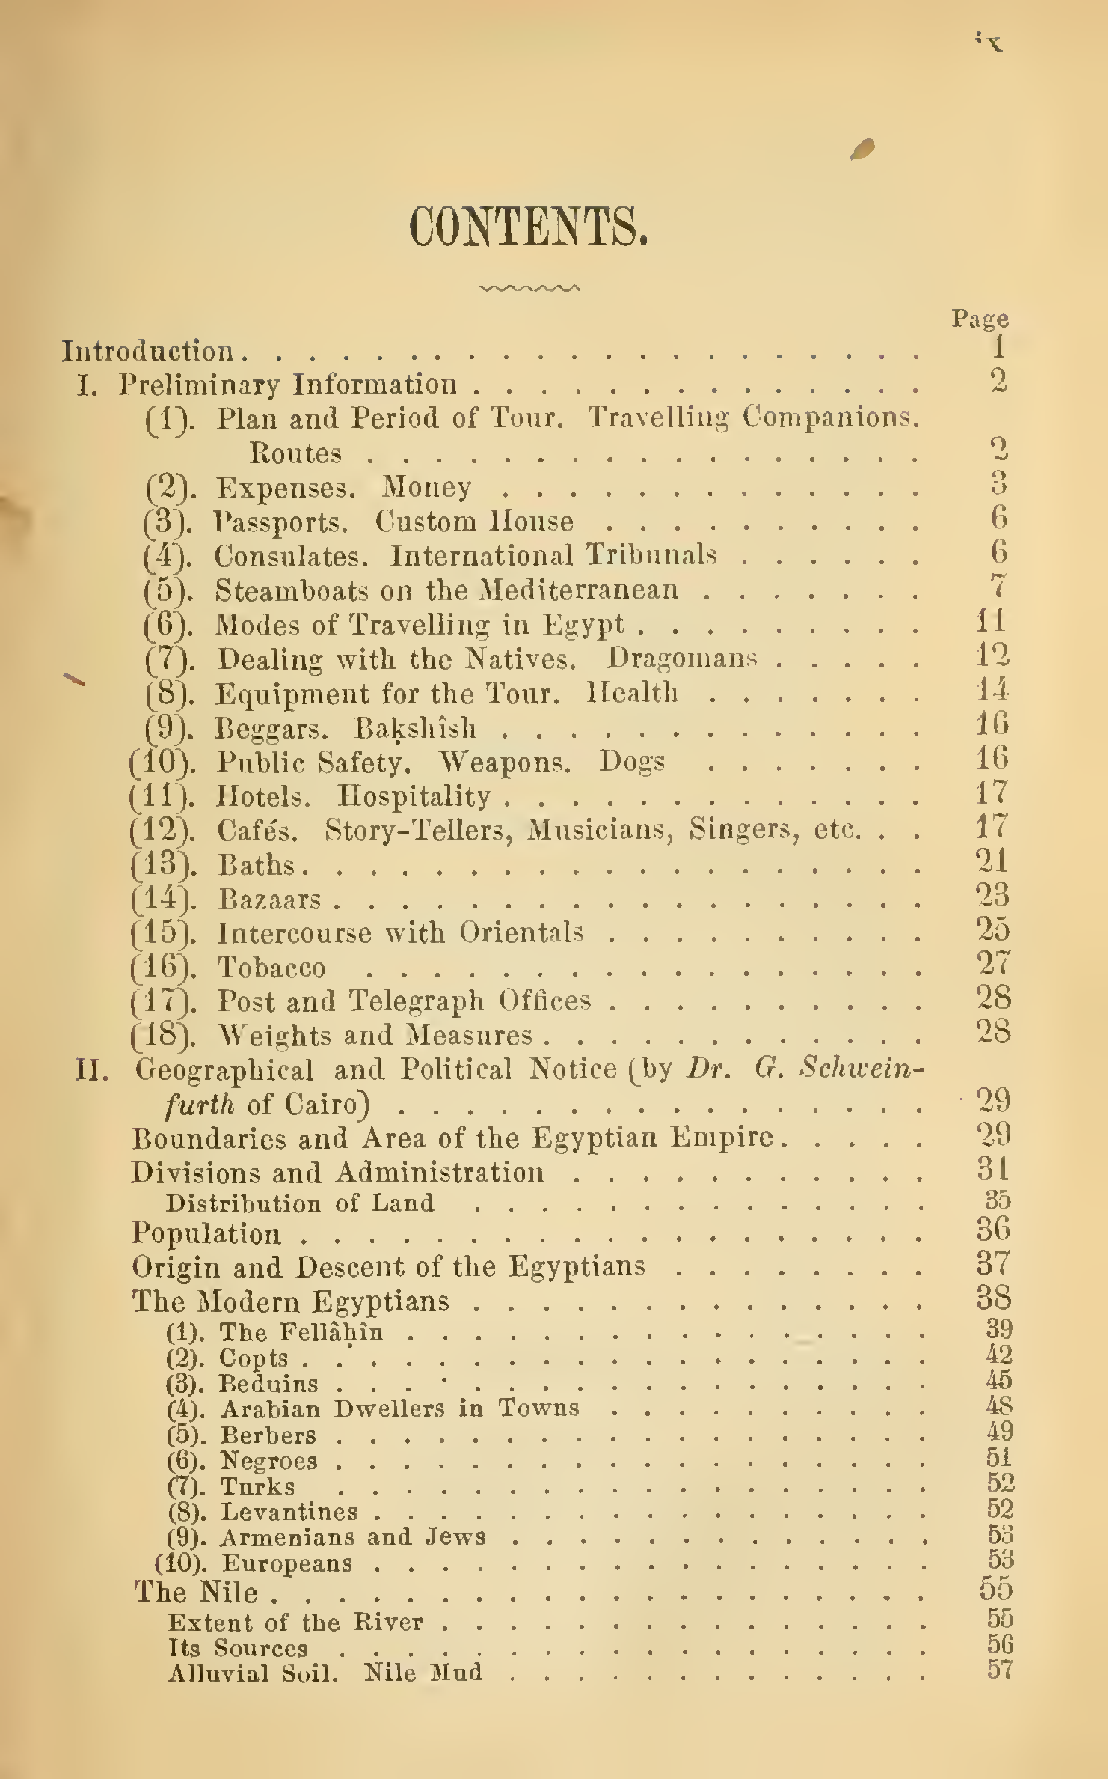 ix
CONTENTS.
Page
Introduction. . . . . . . . . . . . . . . . . . . . . 1
I. Preliminary Information . . . . . . . . . . . . . . 2
(1). Plan and Period of Tour. Travelling Companions.
Routes . . . . . . . . . . . . . . . . . 2
(2). Expenses. Money . . . . . . . . . . . . . 3
(3). Passports. Custom House . . . . . . . . . . 6
(4). Consulates. International Tribunals . . . . . . 6
(5). Steamboats on the Mediterranean . . . . . . . 7
(6). Modes of Travelling in Egypt . . . . . . . . . 11
(7). Dealing with the Natives. Dragomans . . . . . 12
(8). Equipment for the Tour. Health . . . . . . . 14
(9). Beggars. Baḳshîsh . . . . . . . . . . . . . 16
(10). Public Safety. Weapons. Dogs . . . . . . . 16
(11). Hotels. Hospitality . . . . . . . . . . . . . 17
(12). Cafés. Story-Tellers, Musicians, Singers, etc. . . 17
(13). Baths. . . . . . . . . . . . . . . . . . . 21
(14). Bazaars . . . . . . . . . . . . . . . . . . 23
(15). Intercourse with Orientals . . . . . . . . . . 25
(16). Tobacco . . . . . . . . . . . . . . . . . 27
(17). Post and Telegraph Offices . . . . . . . . . . 28
(18). Weights and Measures . . . . . . . . . . . . 28
II. Geographical and Political Notice (by Dr. G. Schwein-
furth of Cairo) . . . . . . . . . . . . . . . . 29
Boundaries and Area of the Egyptian Empire . . . . . 29
Divisions and Administration . . . . . . . . . . . 31
Distribution of Land . . . . . . . . . . . . . . 35
Population . . . . . . . . . . . . . . . . . . . 36
Origin and Descent of the Egyptians . . . . . . . . 37
The Modern Egyptians . . . . . . . . . . . . . . 38
(1). The Fellâḥîn . . . . . . . . . . . . . . . . 39
(2). Copts . . . . . . . . . . . . . . . . . . . 42
(3). Beduins . . . . . . . . . . . . . . . . . . 45
(4). Arabian Dwellers in Towns . . . . . . . . . . 48
(5). Berbers . . . . . . . . . . . . . . . . . . 49
(6). Negroes . . . . . . . . . . . . . . . . . . 51
(7). Turks . . . . . . . . . . . . . . . . . . 52
(8). Levantines . . . . . . . . . . . . . . . . . 52
(9). Armenians and Jews . . . . . . . . . . . . . 53
(10). Europeans . . . . . . . . . . . . . . . . . 53
The Nile . . . . . . . . . . . . . . . . . . . . 55
Extent of the River . . . . . . . . . . . . . . . 55
Its Sources . . . . . . . . . . . . . . . . . . 56
Alluvial Soil. Nile Mud . . . . . . . . . . . . . 57